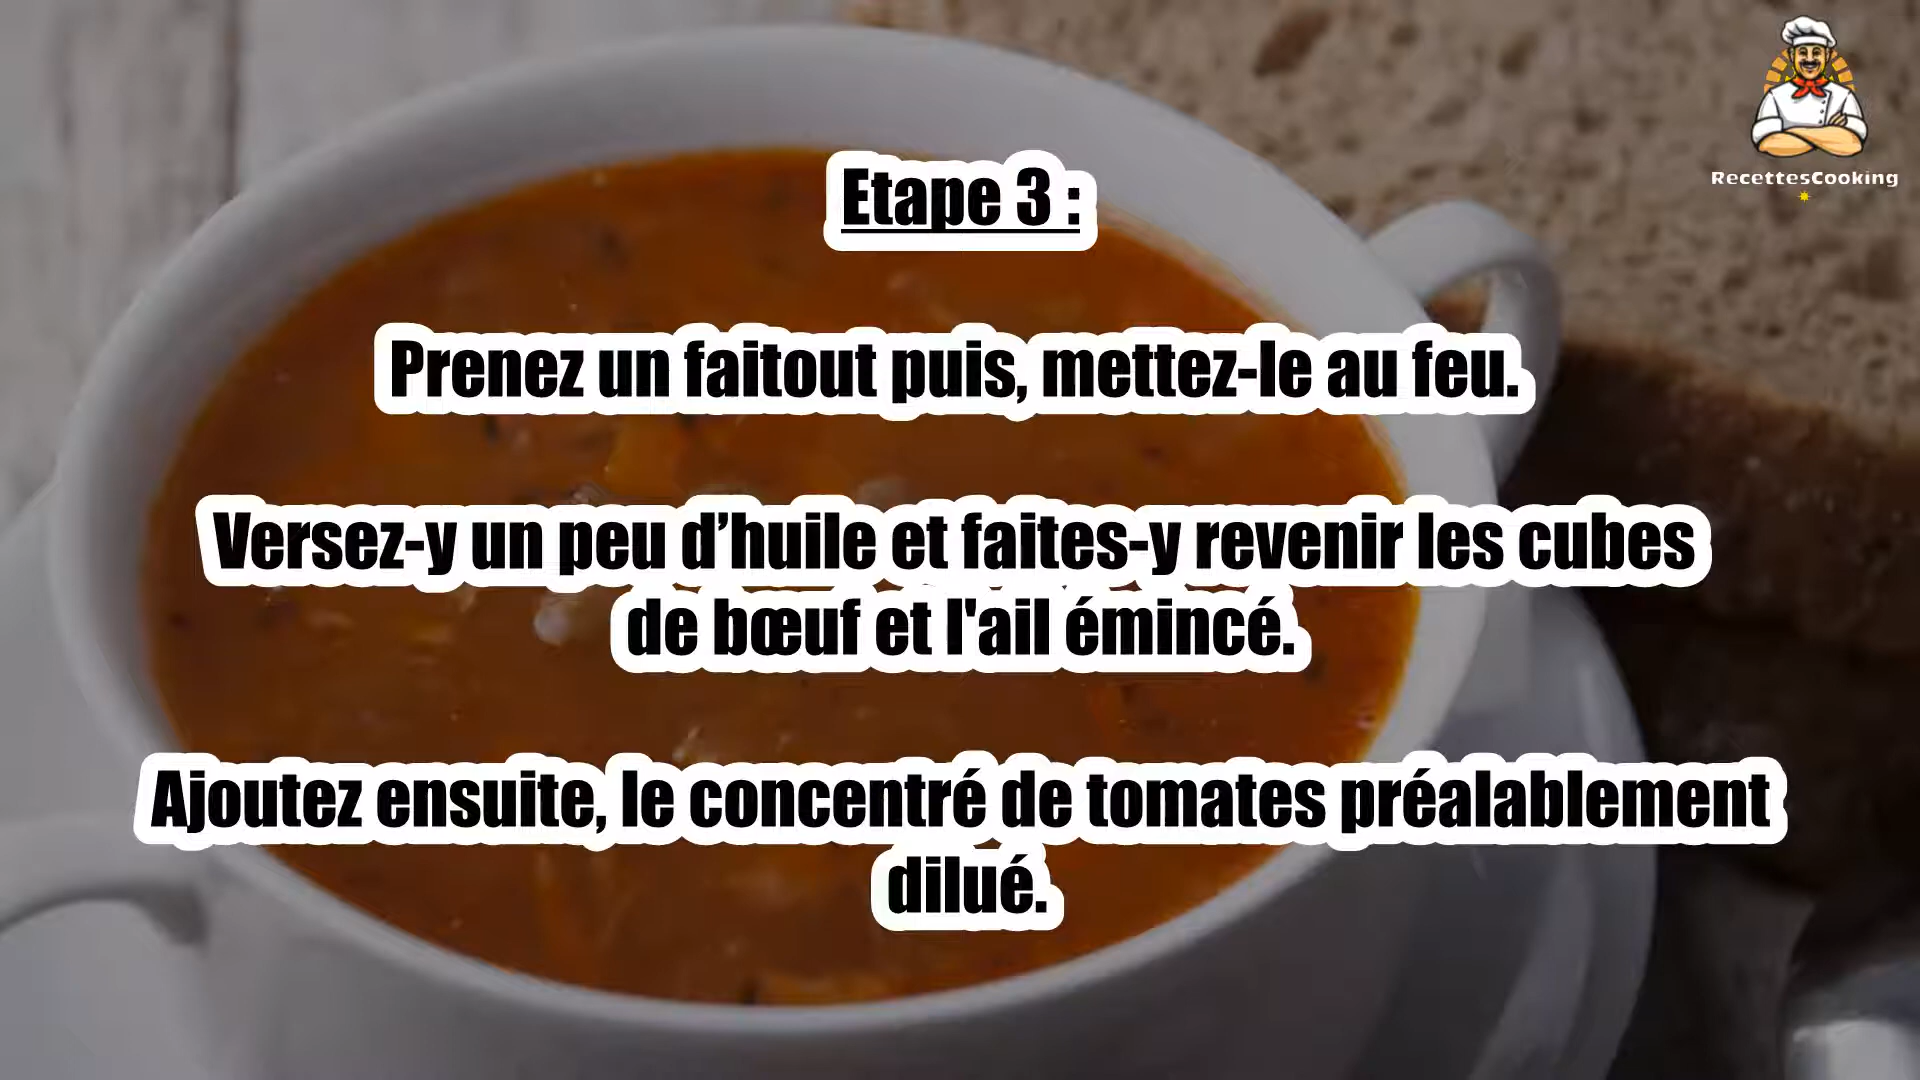 RecettesCooking
Etape 3 :
Prenez un faitout puis, mettez-le au feu.
Versez-y un peu d’huile et faites-y revenir les cubes
de bœuf et l'ail émincé.
Ajoutez ensuite, le concentré de tomates préalablement
dilué.